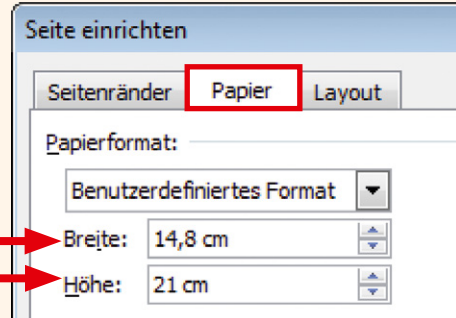 Seite einrichten
Seitenränder Papier Layout
Papierformat:
Benutzerdefiniertes Format
Breite: 14,8 cm
Höhe: 21 cm